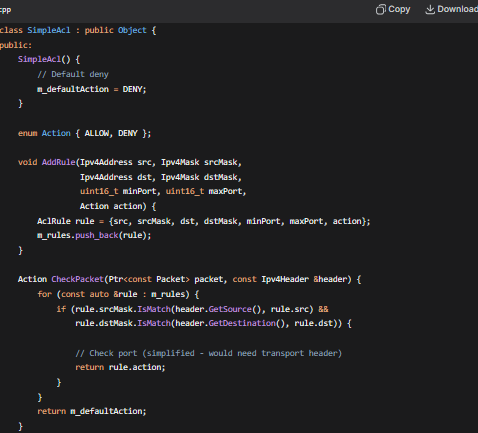 cpp
Copy
Download
class SimpleAcl : public Object {
public:
    SimpleAcl() {
        // Default deny
        m_defaultAction = DENY;
    }

    enum Action { ALLOW, DENY };

    void AddRule(Ipv4Address src, Ipv4Mask srcMask,
                 Ipv4Address dst, Ipv4Mask dstMask,
                 uint16_t minPort, uint16_t maxPort,
                 Action action) {
        AclRule rule = {src, srcMask, dst, dstMask, minPort, maxPort, action};
        m_rules.push_back(rule);
    }

    Action CheckPacket(Ptr<const Packet> packet, const Ipv4Header &header) {
        for (const auto &rule : m_rules) {
            if (rule.srcMask.IsMatch(header.GetSource(), rule.src) &&
                rule.dstMask.IsMatch(header.GetDestination(), rule.dst)) {

                // Check port (simplified - would need transport header)
                return rule.action;
            }
        }
        return m_defaultAction;
    }